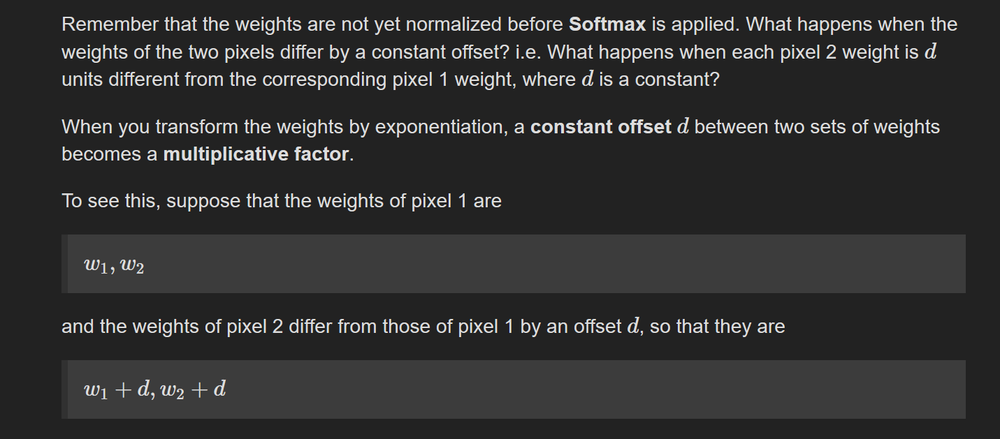 Remember that the weights are not yet normalized before Softmax is applied. What happens when the
weights of the two pixels differ by a constant offset? i.e. What happens when each pixel 2 weight is d
units different from the corresponding pixel 1 weight, where d is a constant?
When you transform the weights by exponentiation, a constant offset d between two sets of weights
becomes a multiplicative factor.
To see this, suppose that the weights of pixel 1 are
w₁, w₂
and the weights of pixel 2 differ from those of pixel 1 by an offset d, so that they are
w₁ + d, w₂ + d